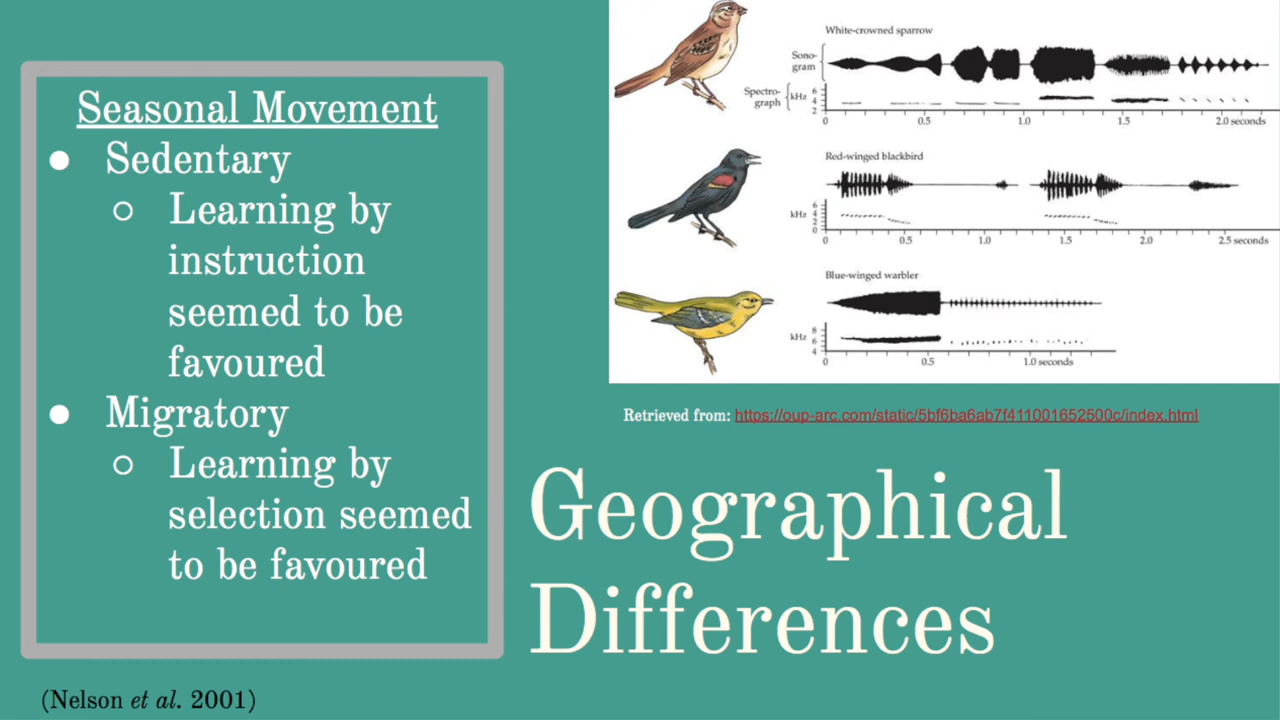 Seasonal Movement
● Sedentary
○ Learning by
instruction
seemed to be
favoured
● Migratory
○ Learning by
selection seemed
to be favoured
(Nelson et al. 2001)
White-crowned sparrow
Sono-
gram
Spectro-
graph
kHz
6
4
2
0 0.5 1.0 1.5 2.0 seconds
Red-winged blackbird
kHz
6
4
2
0
0 0.5 1.0 1.5 2.0 2.5 seconds
Blue-winged warbler
kHz
8
6
4
0 0.5 1.0 seconds
Retrieved from: https://oup-arc.com/static/5bf6ba6ab7f411001652500c/index.html
Geographical
Differences